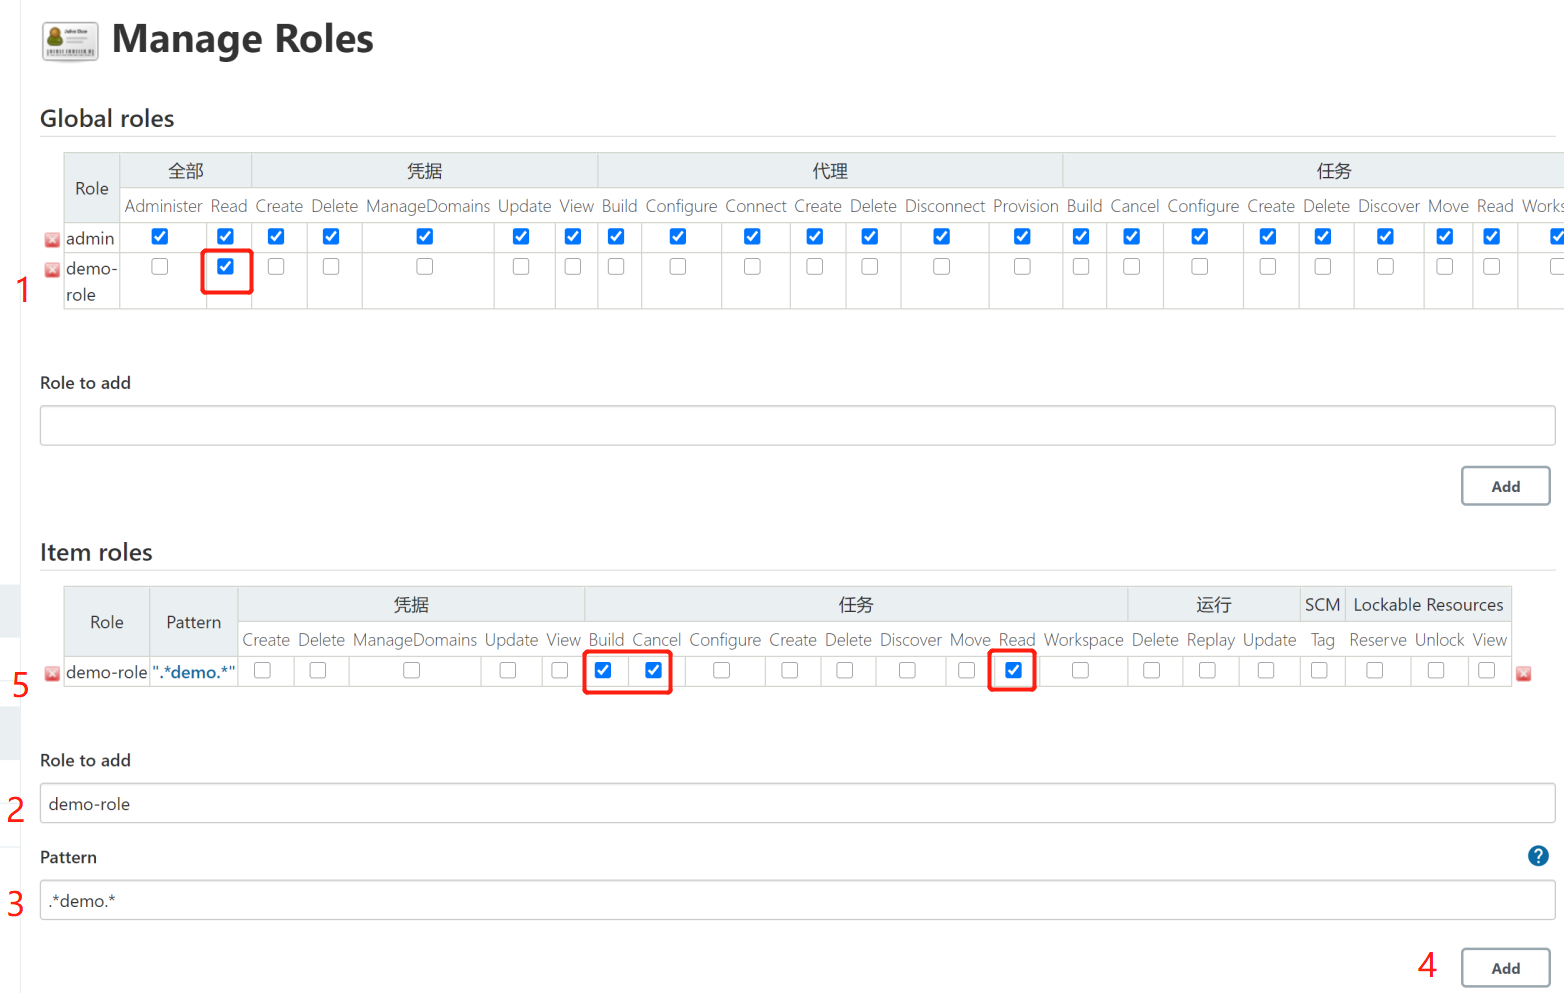 Manage Roles
Global roles
Role 全部 凭据 代理 任务
Administer Read Create Delete ManageDomains Update View Build Configure Connect Create Delete Disconnect Provision Build Cancel Configure Create Delete Discover Move Read Works
admin
demo-
role
1
Role to add
Add
Item roles
Role Pattern 凭据 任务 运行 SCM Lockable Resources
Create Delete ManageDomains Update View Build Cancel Configure Create Delete Discover Move Read Workspace Delete Replay Update Tag Reserve Unlock View
5 demo-role ".*demo.*"
Role to add
2 demo-role
Pattern ?
3 .*demo.*
4 Add